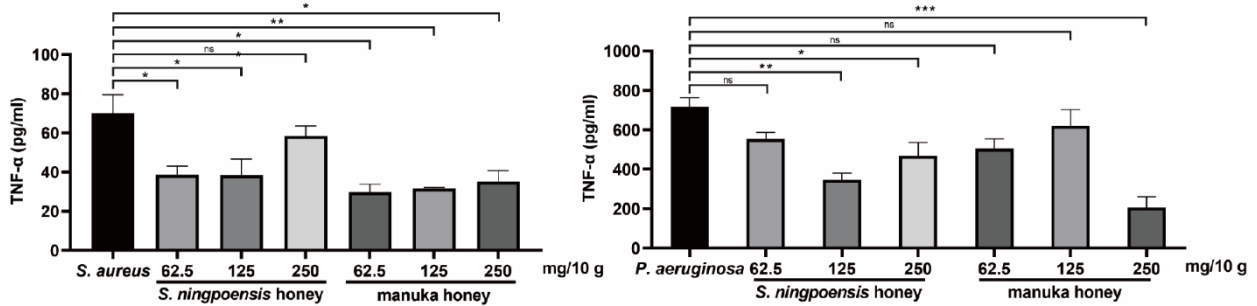 *
**
*
ns
*
*
*
100
80
60
40
20
0
TNF-α (pg/ml)
S. aureus 62.5 125 250 62.5 125 250 mg/10 g
S. ningpoensis honey manuka honey
***
ns
ns
*
**
ns
1000
800
600
400
200
0
TNF-α (pg/ml)
P. aeruginosa 62.5 125 250 62.5 125 250 mg/10 g
S. ningpoensis honey manuka honey